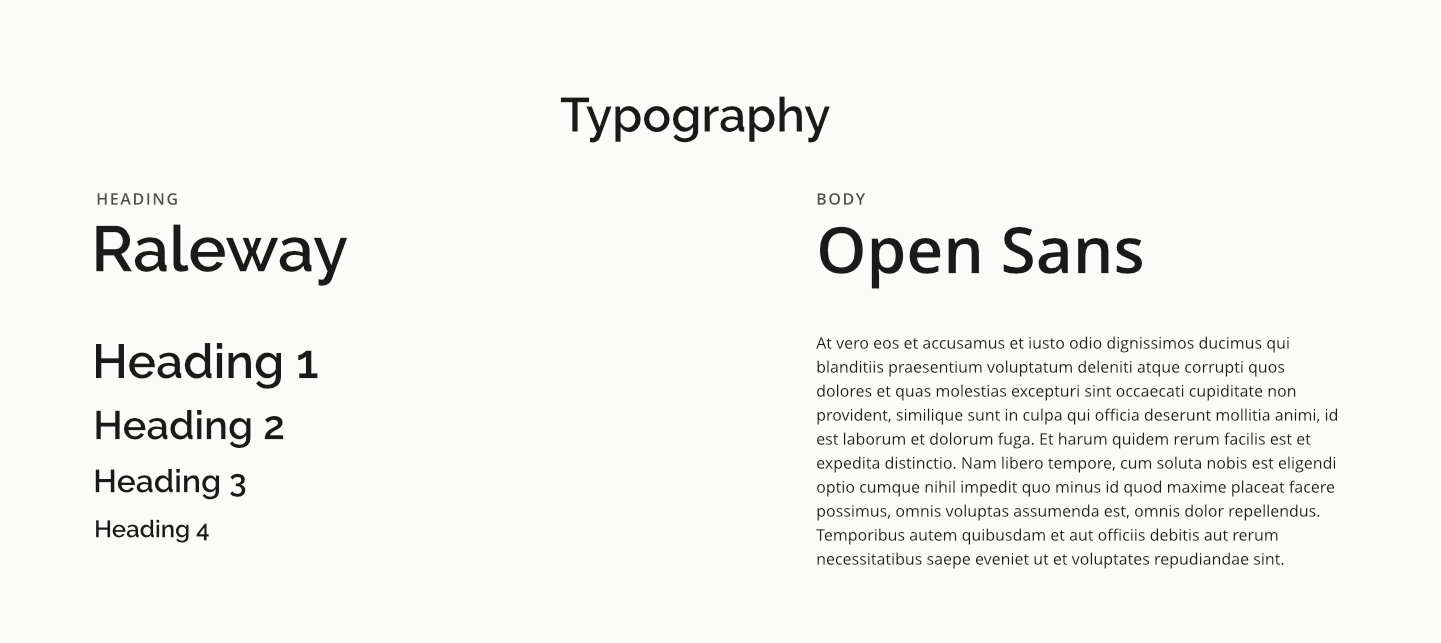 Typography
HEADING
Raleway
Heading 1
Heading 2
Heading 3
Heading 4
BODY
Open Sans
At vero eos et accusamus et iusto odio dignissimos ducimus qui
blanditiis praesentium voluptatum deleniti atque corrupti quos
dolores et quas molestias excepturi sint occaecati cupiditate non
provident, similique sunt in culpa qui officia deserunt mollitia animi, id
est laborum et dolorum fuga. Et harum quidem rerum facilis est et
expedita distinctio. Nam libero tempore, cum soluta nobis est eligendi
optio cumque nihil impedit quo minus id quod maxime placeat facere
possimus, omnis voluptas assumenda est, omnis dolor repellendus.
Temporibus autem quibusdam et aut officiis debitis aut rerum
necessitatibus saepe eveniet ut et voluptates repudiandae sint.